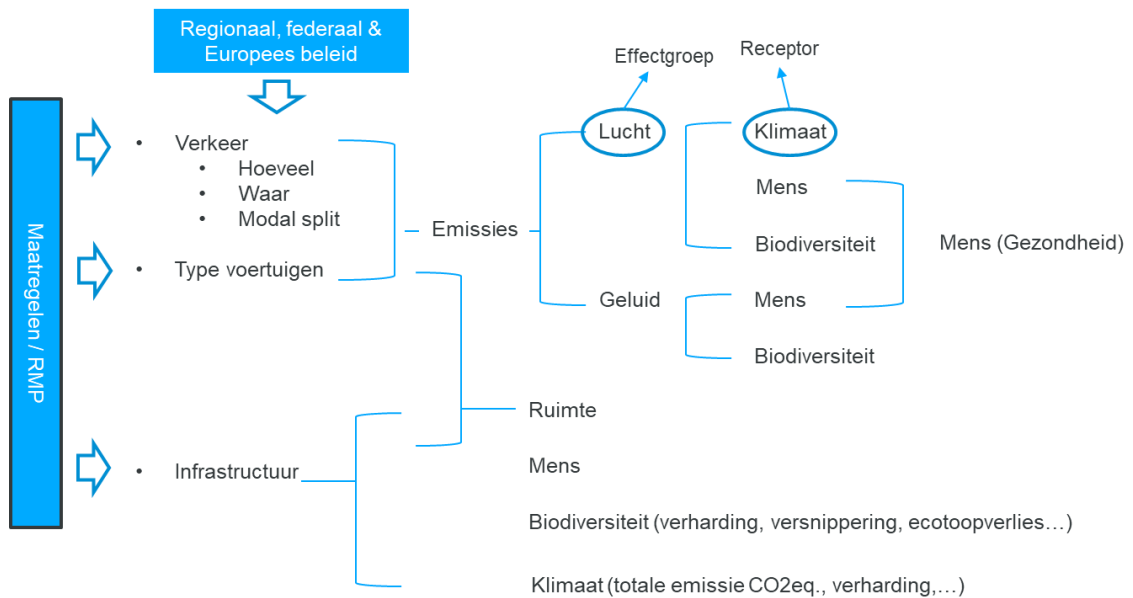 Regionaal, federaal &
Europees beleid
Effectgroep
Receptor
Maatregelen / RMP
• Verkeer
• Hoeveel
• Waar
• Modal split
• Type voertuigen
• Infrastructuur
Emissies
Lucht
Geluid
Klimaat
Mens
Biodiversiteit
Mens
Biodiversiteit
Mens (Gezondheid)
Ruimte
Mens
Biodiversiteit (verharding, versnippering, ecotoopverlies…)
Klimaat (totale emissie CO2eq., verharding,…)